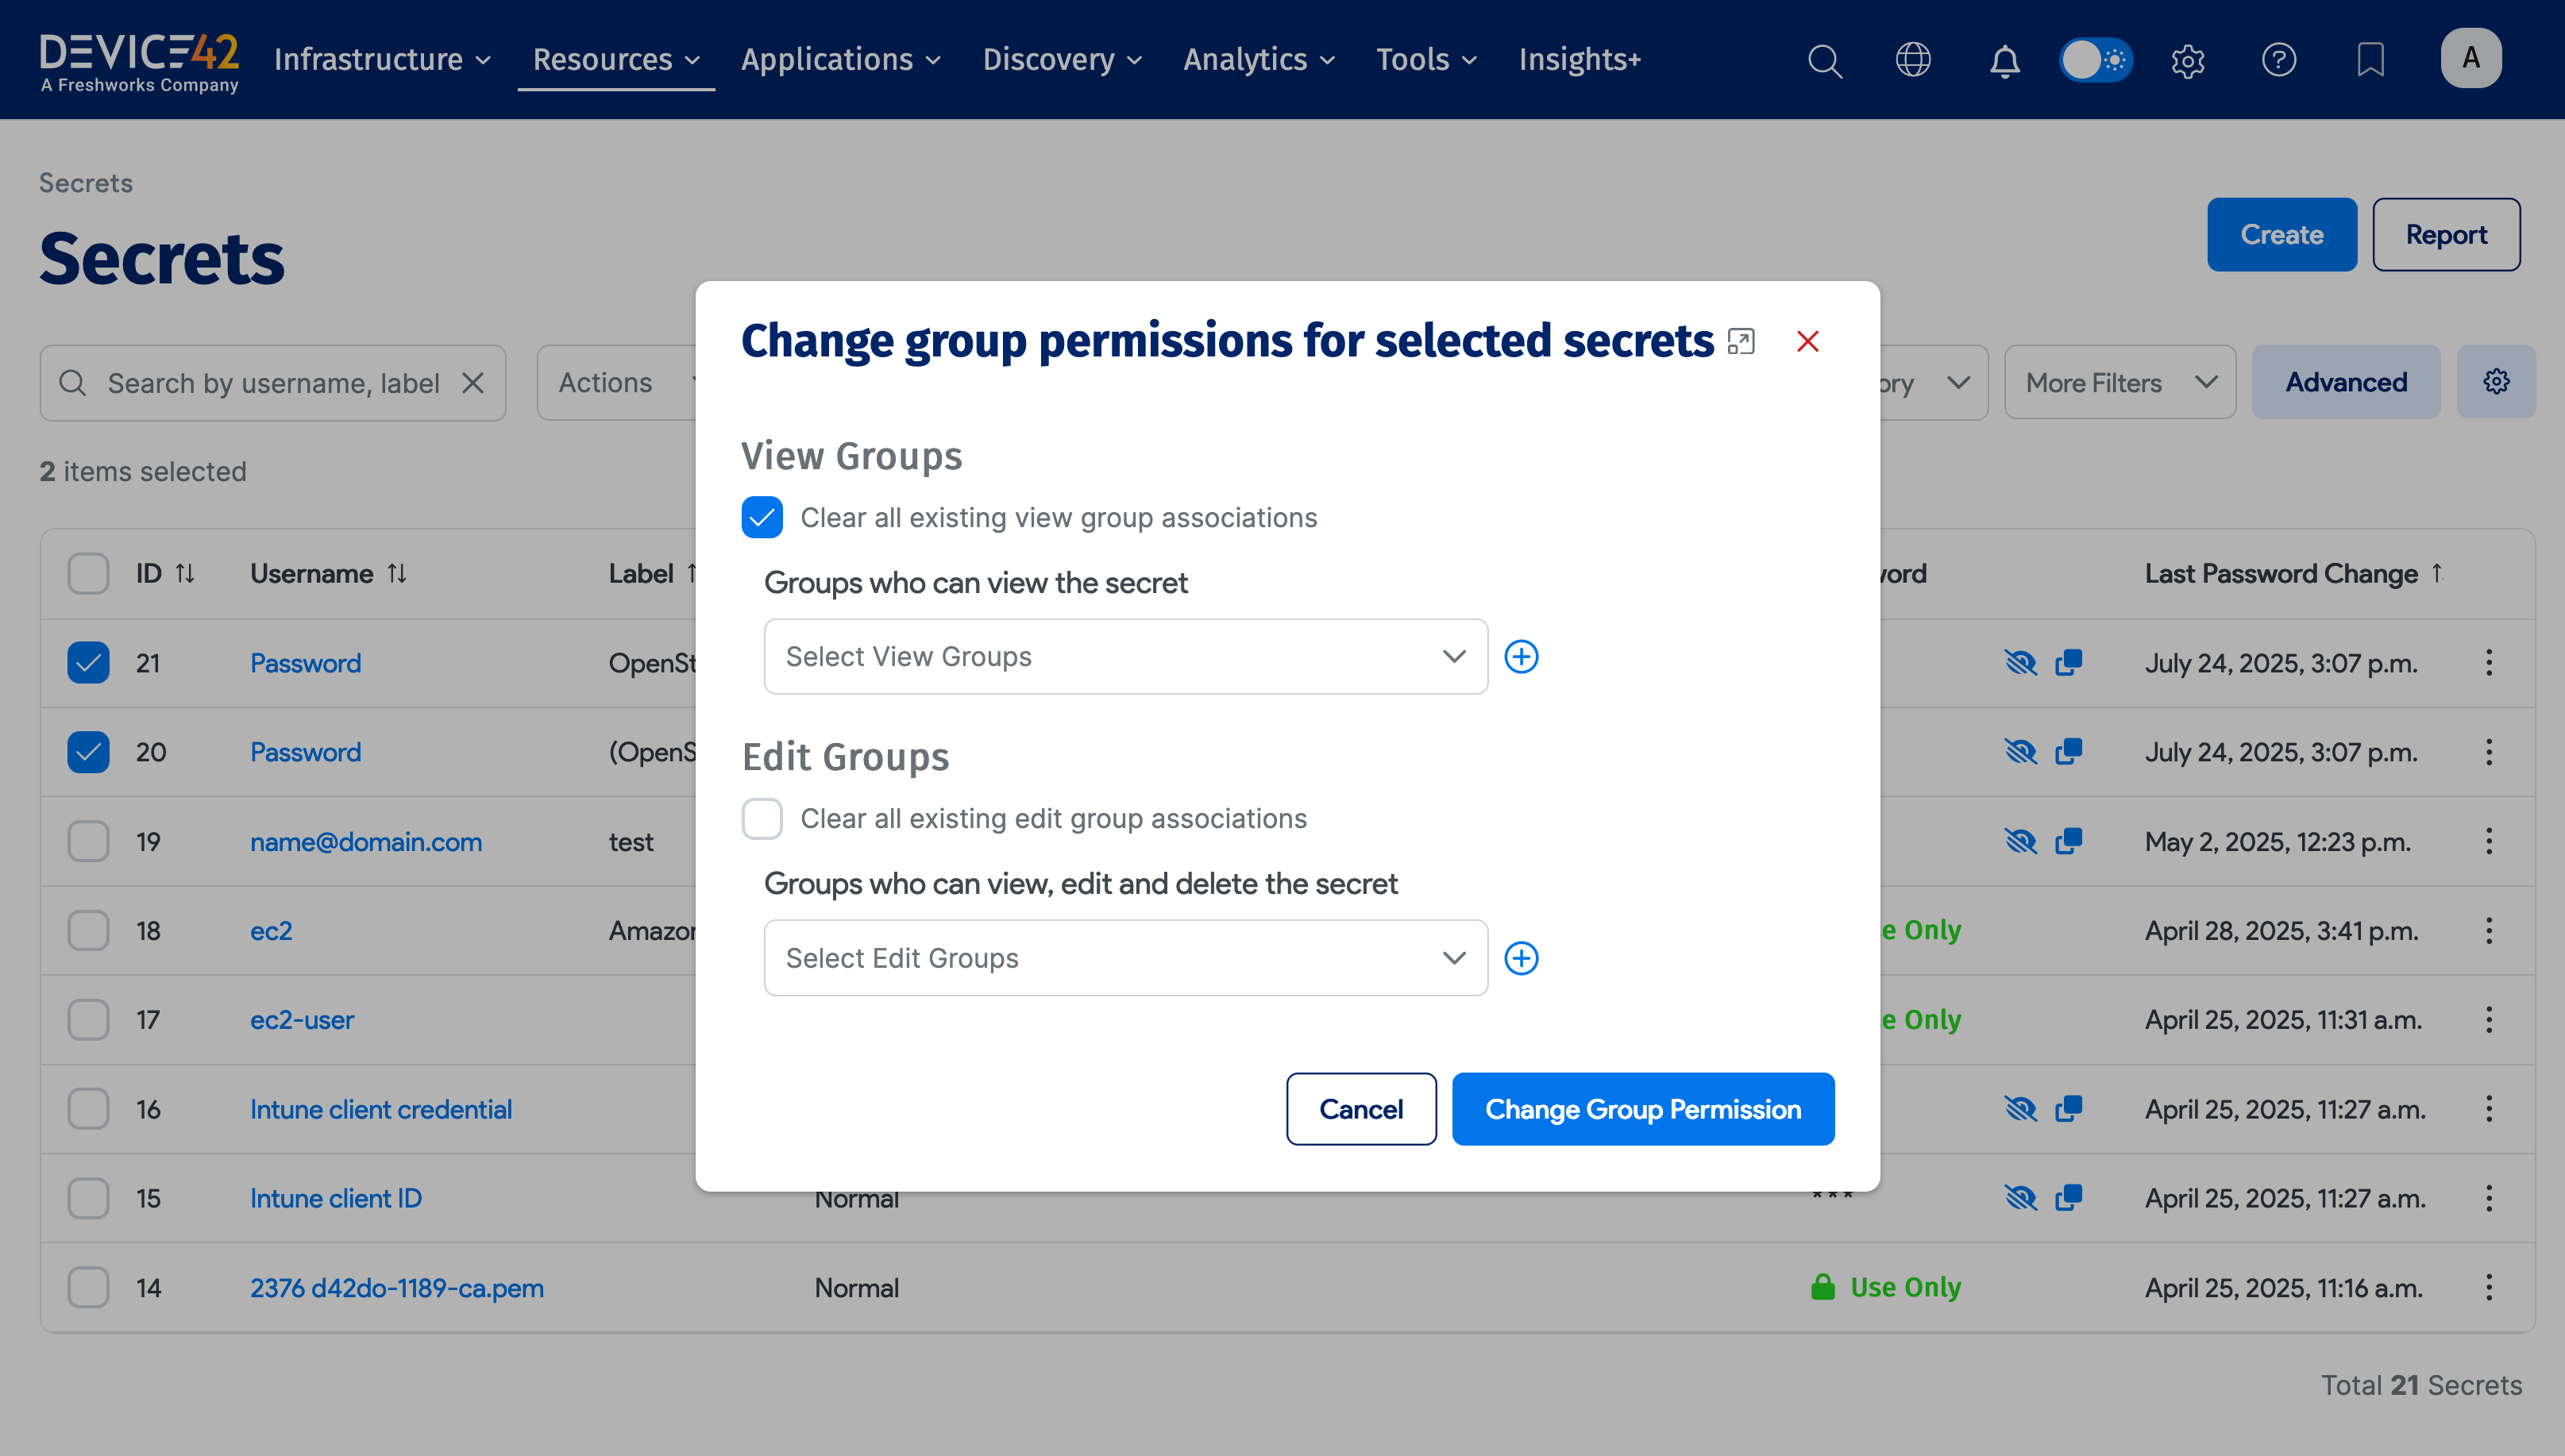 DEVICE42
A Freshworks Company
Infrastructure
Resources
Applications
Discovery
Analytics
Tools
Insights+
A
Secrets
Secrets
Create
Report
Search by username, label
Actions
More Filters
Advanced
2 items selected
ID
Username
Label
Last Password Change
21 Password July 24, 2025, 3:07 p.m.
20 Password July 24, 2025, 3:07 p.m.
19 name@domain.com test May 2, 2025, 12:23 p.m.
18 ec2 Only April 28, 2025, 3:41 p.m.
17 ec2-user Only April 25, 2025, 11:31 a.m.
16 Intune client credential April 25, 2025, 11:27 a.m.
15 Intune client ID Normal *** April 25, 2025, 11:27 a.m.
14 2376 d42do-1189-ca.pem Normal Use Only April 25, 2025, 11:16 a.m.
Total 21 Secrets
Change group permissions for selected secrets
View Groups
Clear all existing view group associations
Groups who can view the secret
Select View Groups
Edit Groups
Clear all existing edit group associations
Groups who can view, edit and delete the secret
Select Edit Groups
Cancel
Change Group Permission